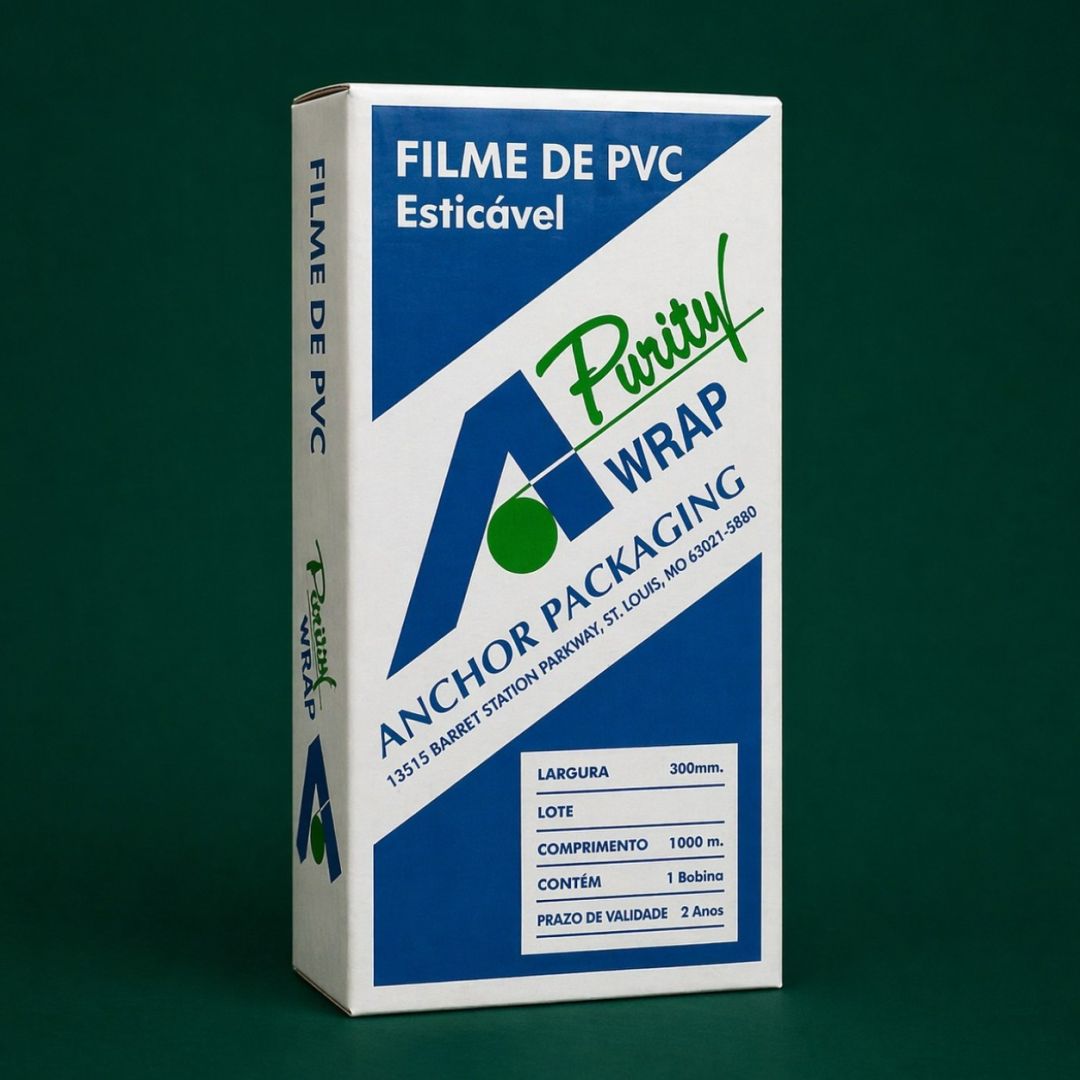 FILME DE PVC
Esticável
Purity
WRAP
ANCHOR PACKAGING
13515 BARRET STATION PARKWAY, ST. LOUIS, MO 63021-5880
LARGURA 300mm.
LOTE
COMPRIMENTO 1000 m.
CONTÉM 1 Bobina
PRAZO DE VALIDADE 2 Anos
FILME DE PVC
Purity
WRAP